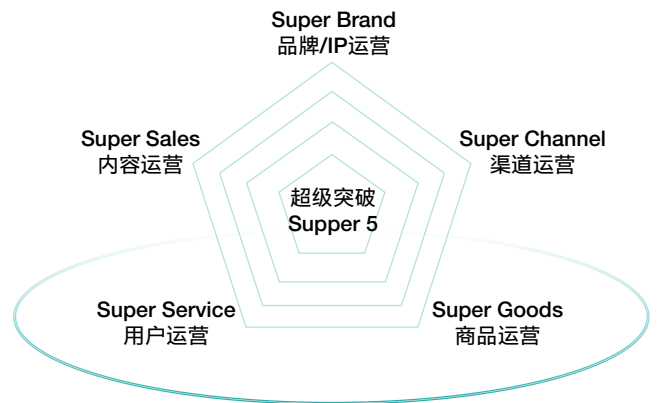 Super Brand
品牌/IP运营
Super Sales
内容运营
Super Channel
渠道运营
超级突破
Supper 5
Super Service
用户运营
Super Goods
商品运营